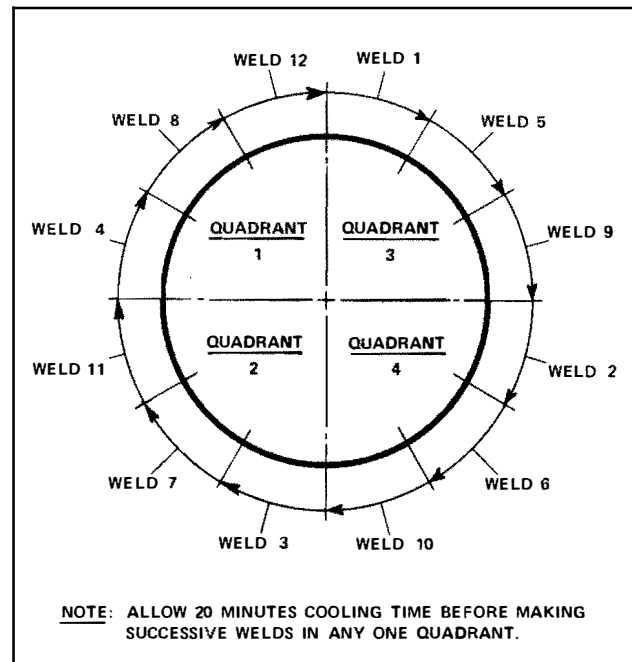 WELD 12
WELD 1
WELD 8
WELD 5
WELD 4
QUADRANT
1
QUADRANT
3
WELD 9
WELD 11
QUADRANT
2
QUADRANT
4
WELD 2
WELD 7
WELD 6
WELD 3
WELD 10
NOTE: ALLOW 20 MINUTES COOLING TIME BEFORE MAKING
SUCCESSIVE WELDS IN ANY ONE QUADRANT.